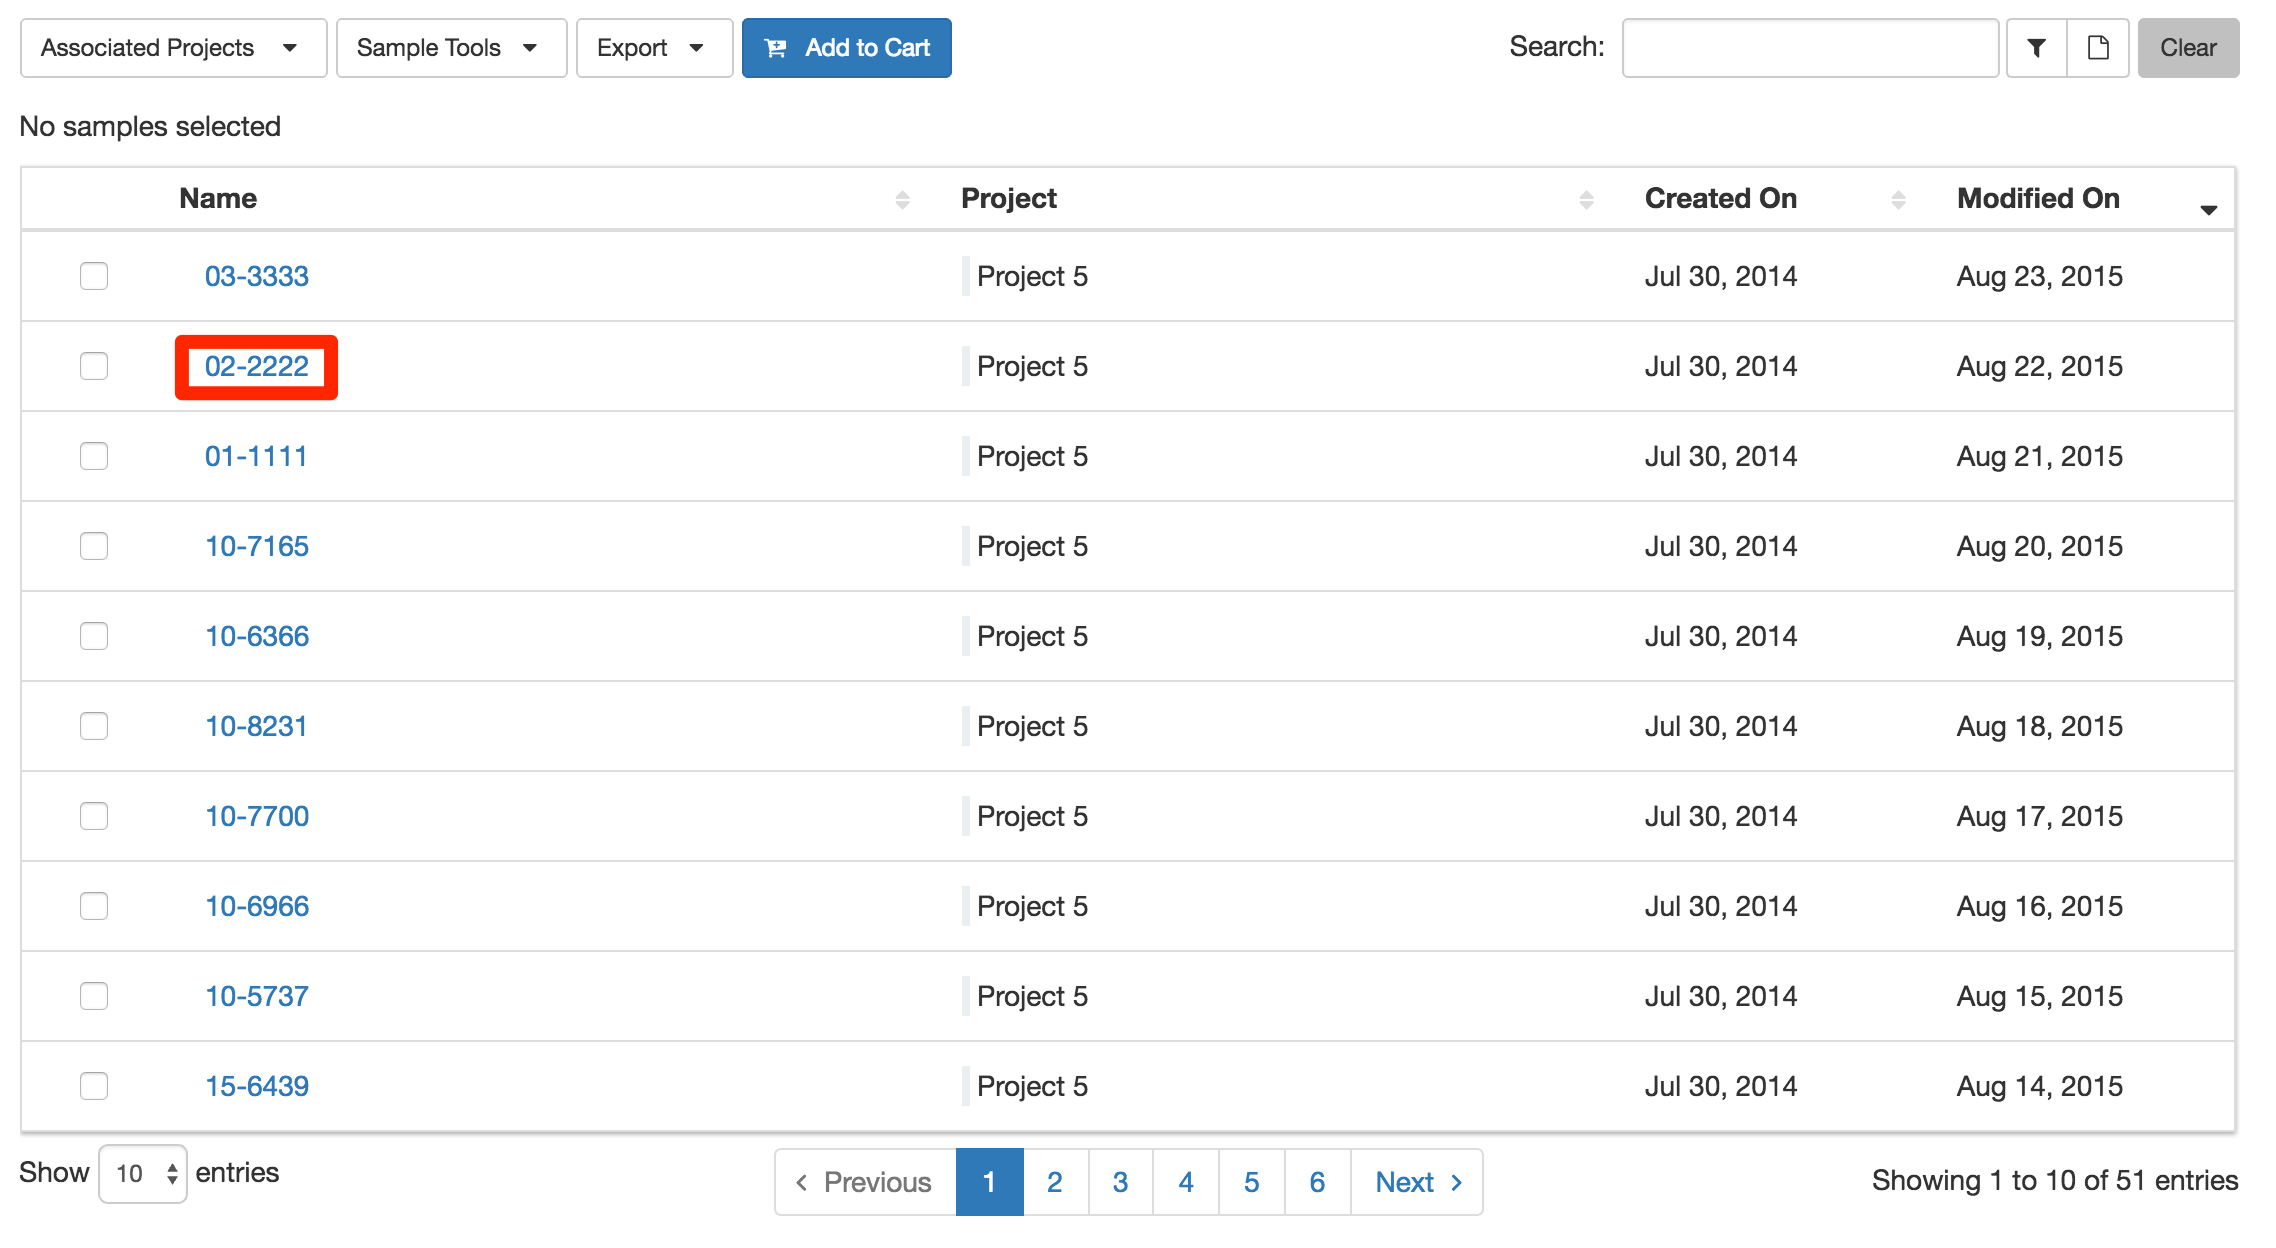 Associated Projects Sample Tools Export Add to Cart Search: Clear
No samples selected
Name Project Created On Modified On
03-3333 Project 5 Jul 30, 2014 Aug 23, 2015
02-2222 Project 5 Jul 30, 2014 Aug 22, 2015
01-1111 Project 5 Jul 30, 2014 Aug 21, 2015
10-7165 Project 5 Jul 30, 2014 Aug 20, 2015
10-6366 Project 5 Jul 30, 2014 Aug 19, 2015
10-8231 Project 5 Jul 30, 2014 Aug 18, 2015
10-7700 Project 5 Jul 30, 2014 Aug 17, 2015
10-6966 Project 5 Jul 30, 2014 Aug 16, 2015
10-5737 Project 5 Jul 30, 2014 Aug 15, 2015
15-6439 Project 5 Jul 30, 2014 Aug 14, 2015
Show 10 entries Previous 1 2 3 4 5 6 Next Showing 1 to 10 of 51 entries